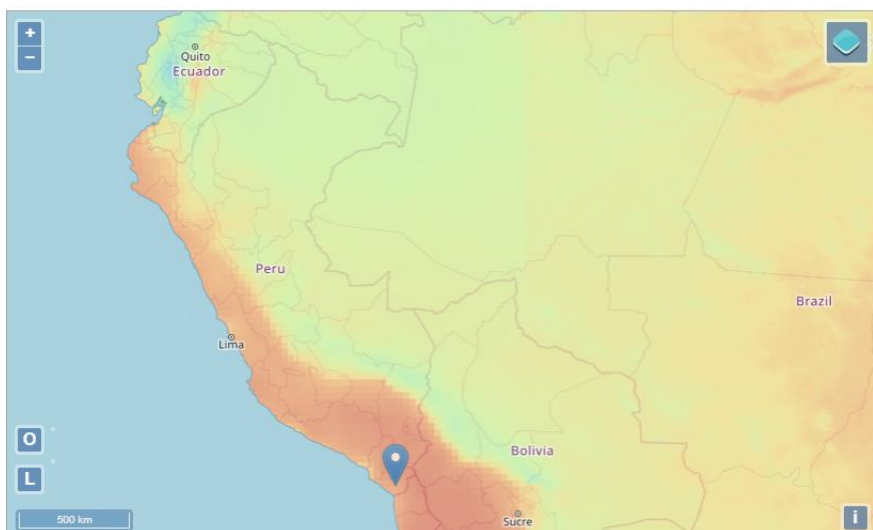 +
−
Quito
Ecuador
Peru
Brazil
Lima
O
Bolivia
L
500 km
Sucre
i